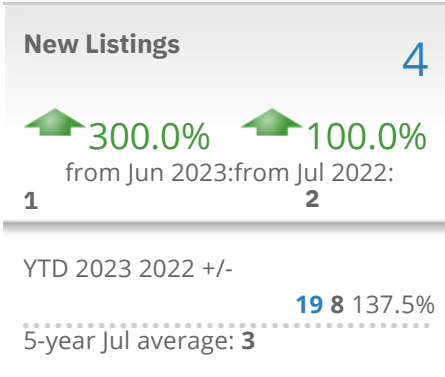 New Listings 4
300.0% 100.0%
from Jun 2023:from Jul 2022:
1 2
YTD 2023 2022 +/-
19 8 137.5%
5-year Jul average: 3